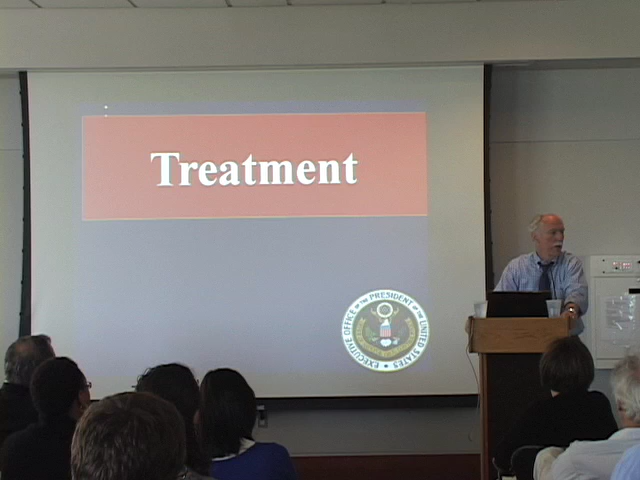 Treatment
EXECUTIVE OFFICE OF THE PRESIDENT OF THE UNITED STATES